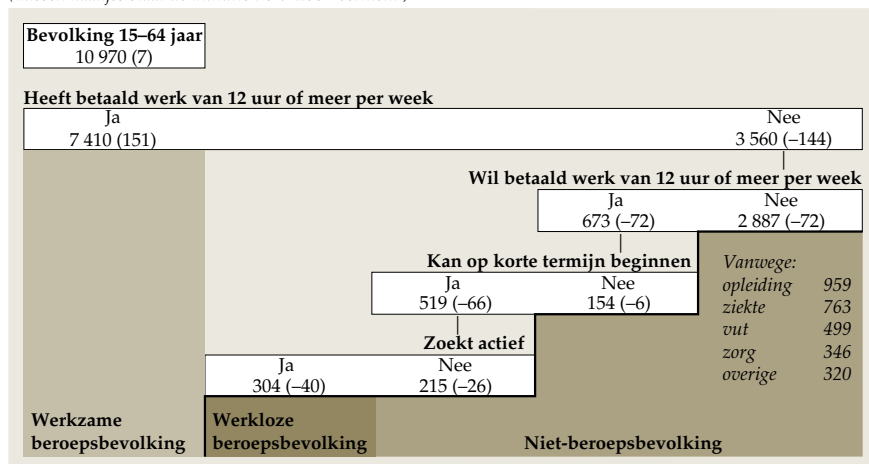 Bevolking 15–64 jaar
10 970 (7)
Heeft betaald werk van 12 uur of meer per week
Ja Nee
7 410 (151) 3 560 (–144)
Wil betaald werk van 12 uur of meer per week
Ja Nee
673 (–72) 2 887 (–72)
Kan op korte termijn beginnen
Ja Nee
519 (–66) 154 (–6)
Vanwege:
opleiding 959
ziekte 763
vut 499
zorg 346
overige 320
Zoekt actief
Ja Nee
304 (–40) 215 (–26)
Werkzame
beroepsbevolking
Werkloze
beroepsbevolking
Niet-beroepsbevolking